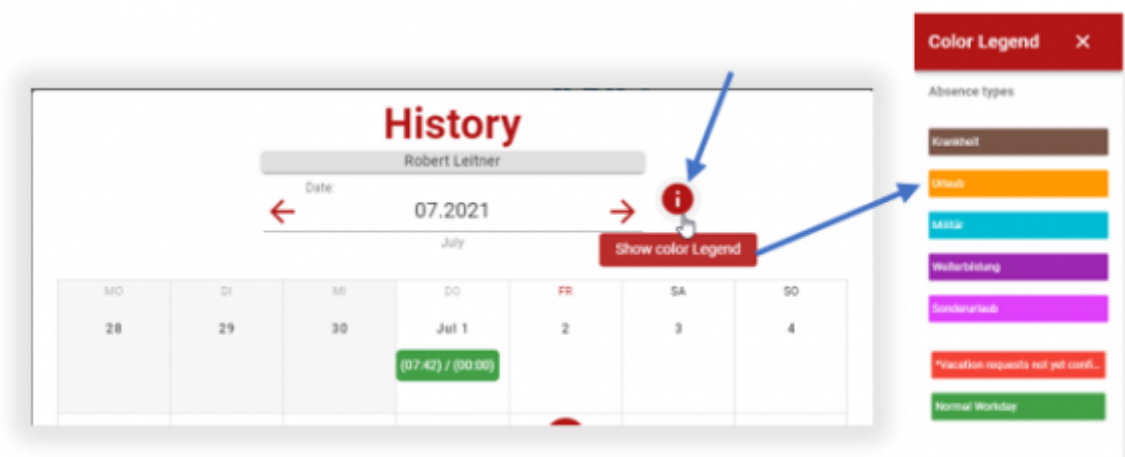 Color Legend ×
Absence types
Krankheit
Urlaub
Militär
Weiterbildung
Sonderurlaub
*Vacation requests not yet confi...
Normal Workday
History
Robert Leitner
Date:
07.2021
July
i
Show color Legend
MO DI MI DO FR SA SO
28 29 30 Jul 1 2 3 4
(07:42) / (00:00)